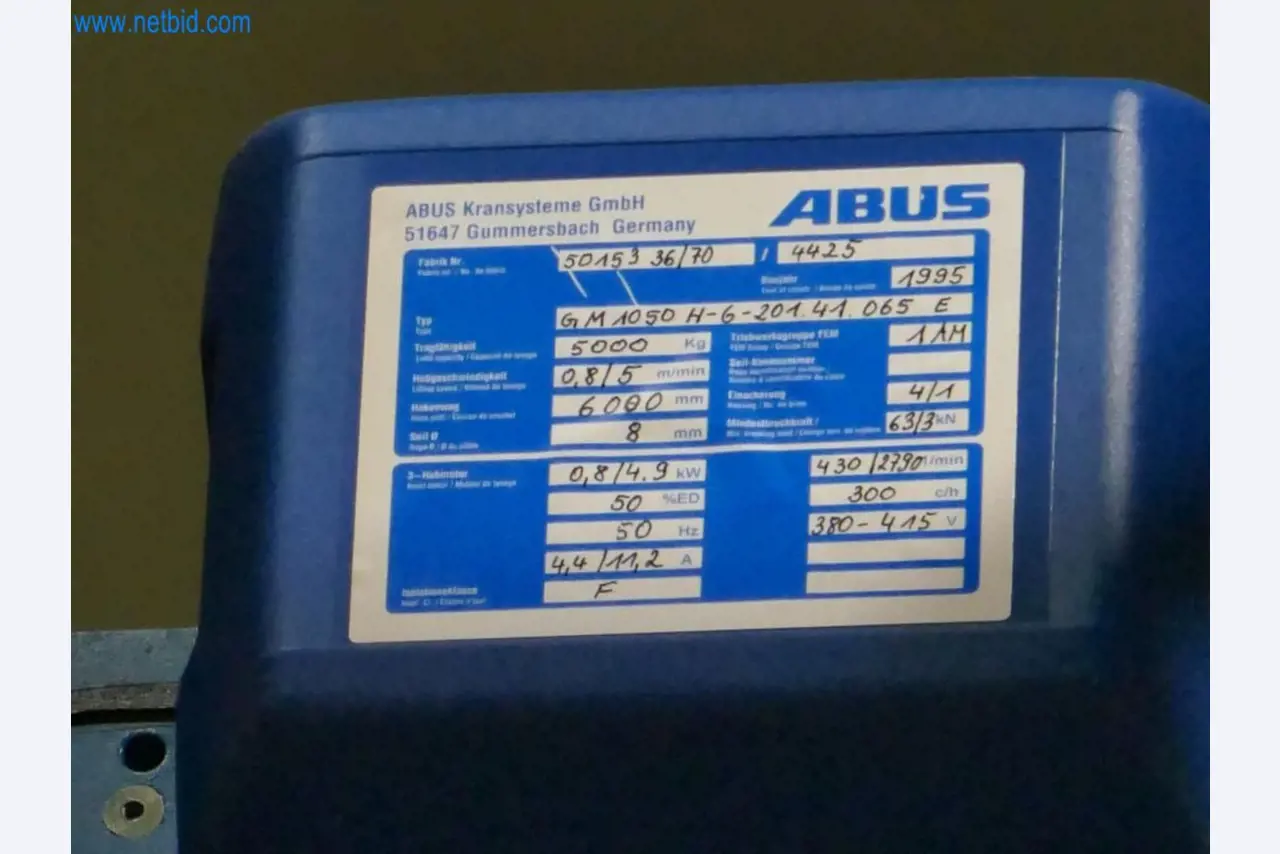 www.netbid.com
ABUS Kransysteme GmbH
51647 Gummersbach Germany
ABUS
Fabrik Nr. 50153 36/70 / 4425
Baujahr 1995
Typ GM 1050 H-6-201.41.065 E
Tragfähigkeit 5000 Kg Triebwerkgruppe FEM 1AM
Hubgeschwindigkeit 0,8/5 m/min
Hakenweg 6000 mm Einscherung 4/1
Seil Ø 8 mm Mindestbruchkraft / 63/3 kN
3~Hubmotor 0,8/4.9 kW 430/2790 1/min
50 %ED 300 c/h
50 Hz 380-415 V
4,4/11,2 A
Isolationsklasse F